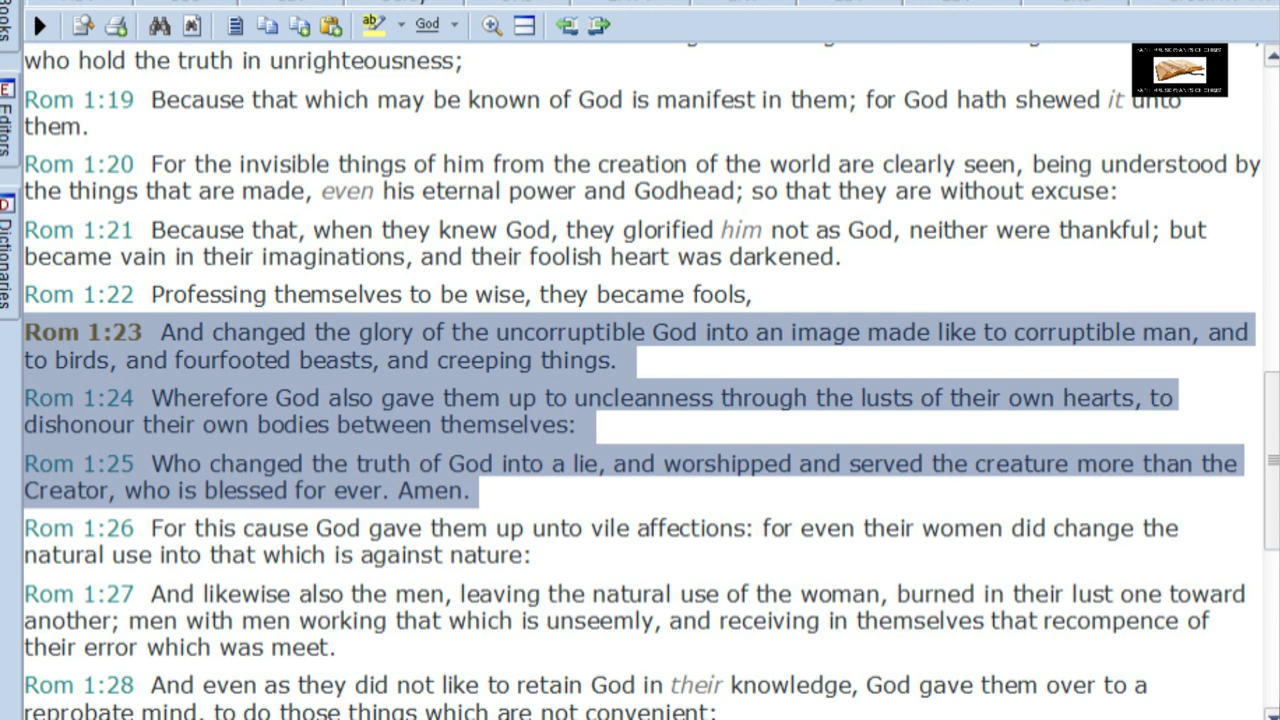 Books
Editors
Dictionaries
ab
God
who hold the truth in unrighteousness;
Rom 1:19 Because that which may be known of God is manifest in them; for God hath shewed it unto
them.
Rom 1:20 For the invisible things of him from the creation of the world are clearly seen, being understood by
the things that are made, even his eternal power and Godhead; so that they are without excuse:
Rom 1:21 Because that, when they knew God, they glorified him not as God, neither were thankful; but
became vain in their imaginations, and their foolish heart was darkened.
Rom 1:22 Professing themselves to be wise, they became fools,
Rom 1:23 And changed the glory of the uncorruptible God into an image made like to corruptible man, and
to birds, and fourfooted beasts, and creeping things.
Rom 1:24 Wherefore God also gave them up to uncleanness through the lusts of their own hearts, to
dishonour their own bodies between themselves:
Rom 1:25 Who changed the truth of God into a lie, and worshipped and served the creature more than the
Creator, who is blessed for ever. Amen.
Rom 1:26 For this cause God gave them up unto vile affections: for even their women did change the
natural use into that which is against nature:
Rom 1:27 And likewise also the men, leaving the natural use of the woman, burned in their lust one toward
another; men with men working that which is unseemly, and receiving in themselves that recompence of
their error which was meet.
Rom 1:28 And even as they did not like to retain God in their knowledge, God gave them over to a
reprobate mind, to do those things which are not convenient;